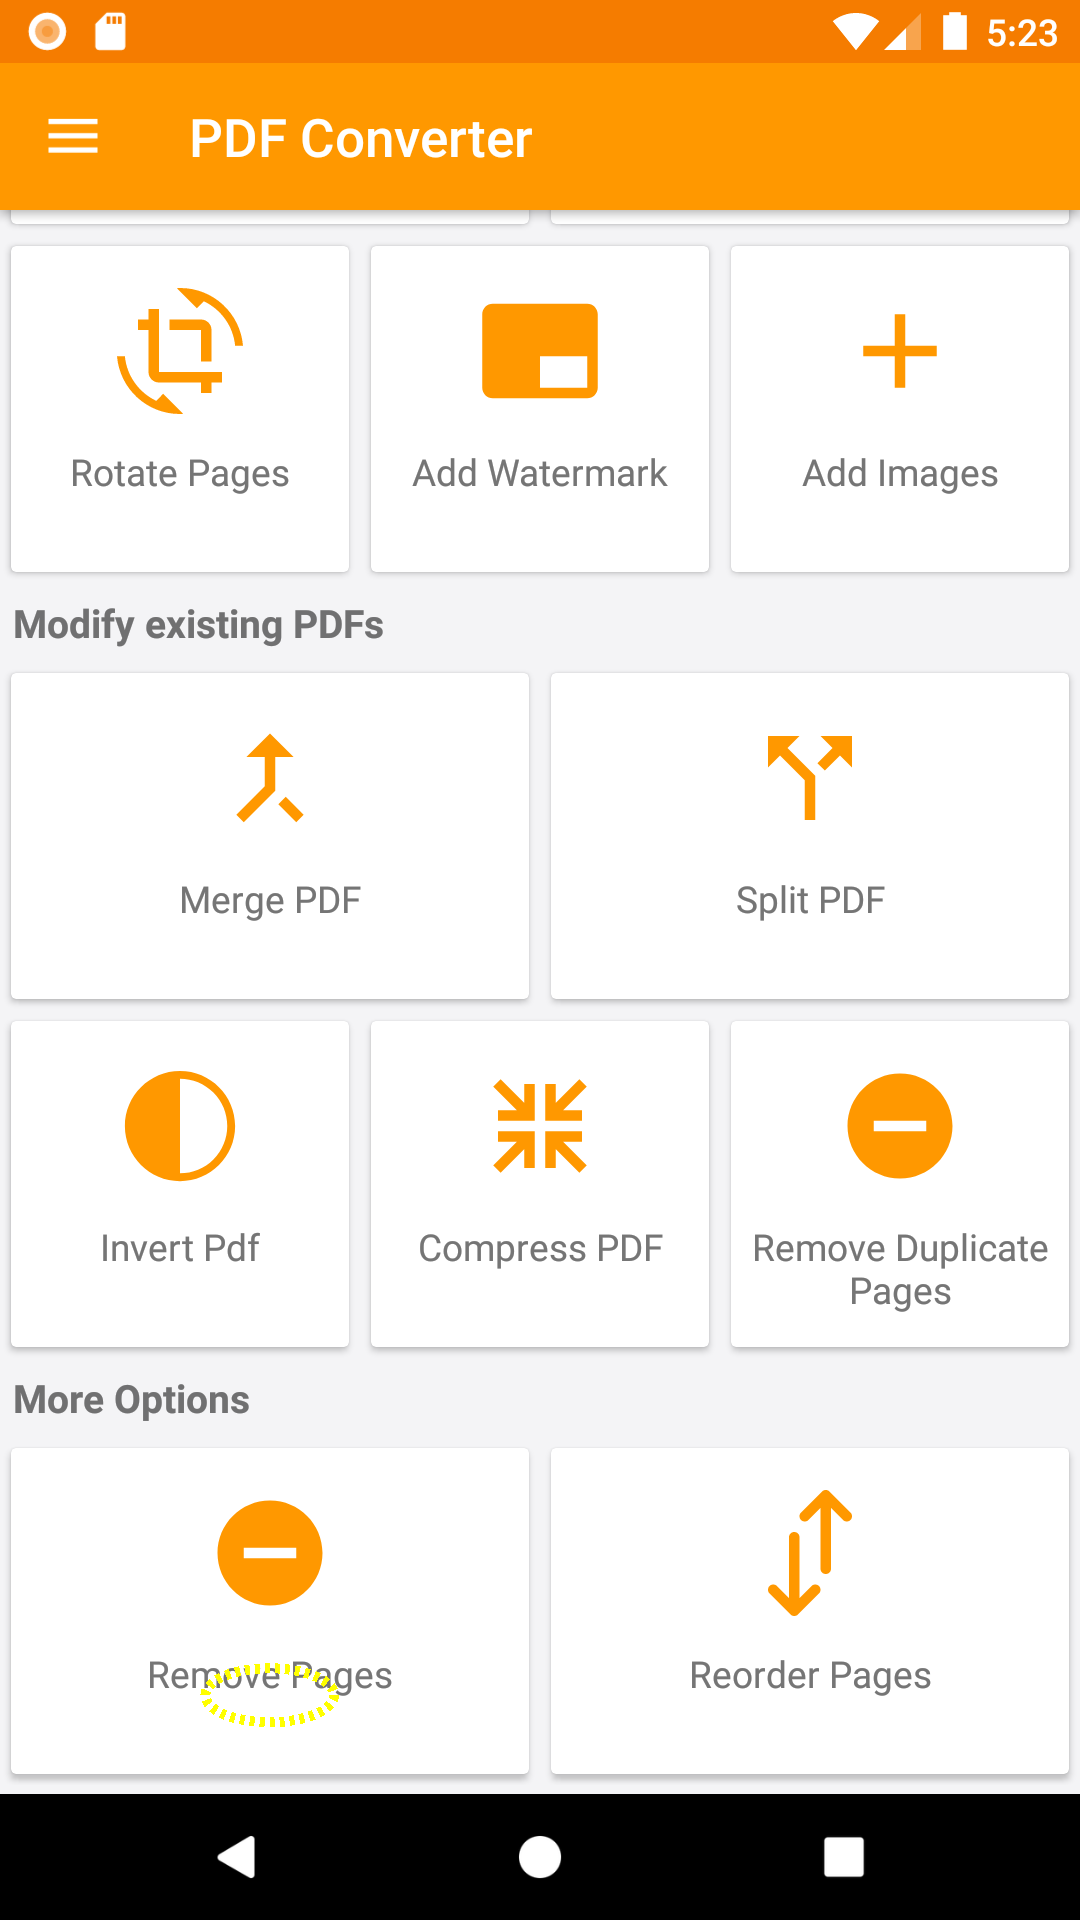 5:23
PDF Converter
Rotate Pages
Add Watermark
Add Images
Modify existing PDFs
Merge PDF
Split PDF
Invert Pdf
Compress PDF
Remove Duplicate
Pages
More Options
Remove Pages
Reorder Pages